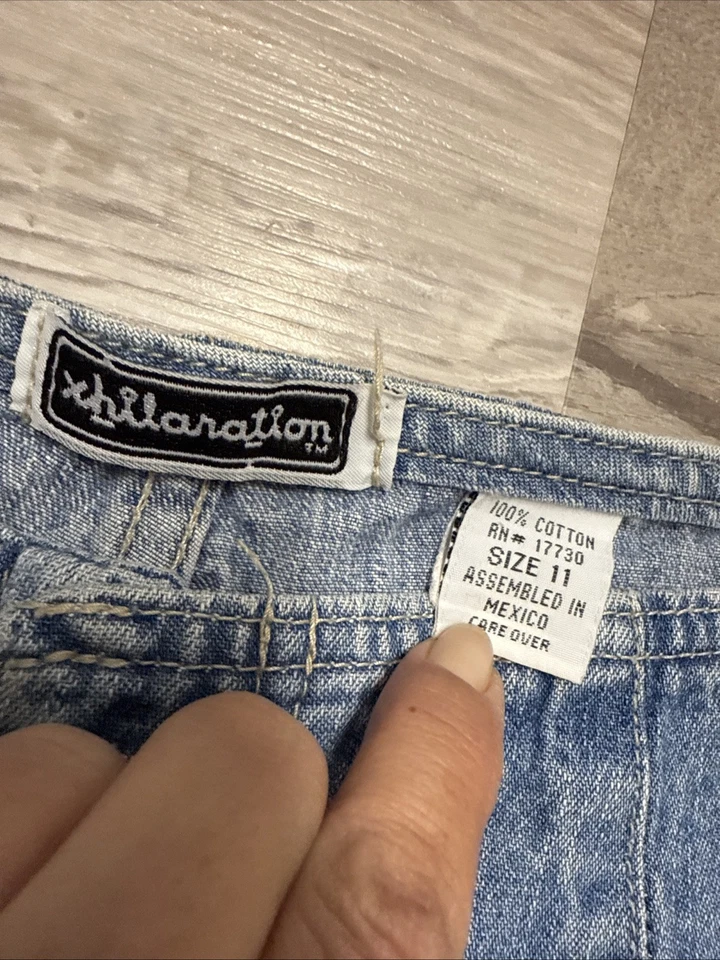 xhilaration
TM
100% COTTON
RN# 17730
SIZE 11
ASSEMBLED IN
MEXICO
CARE OVER